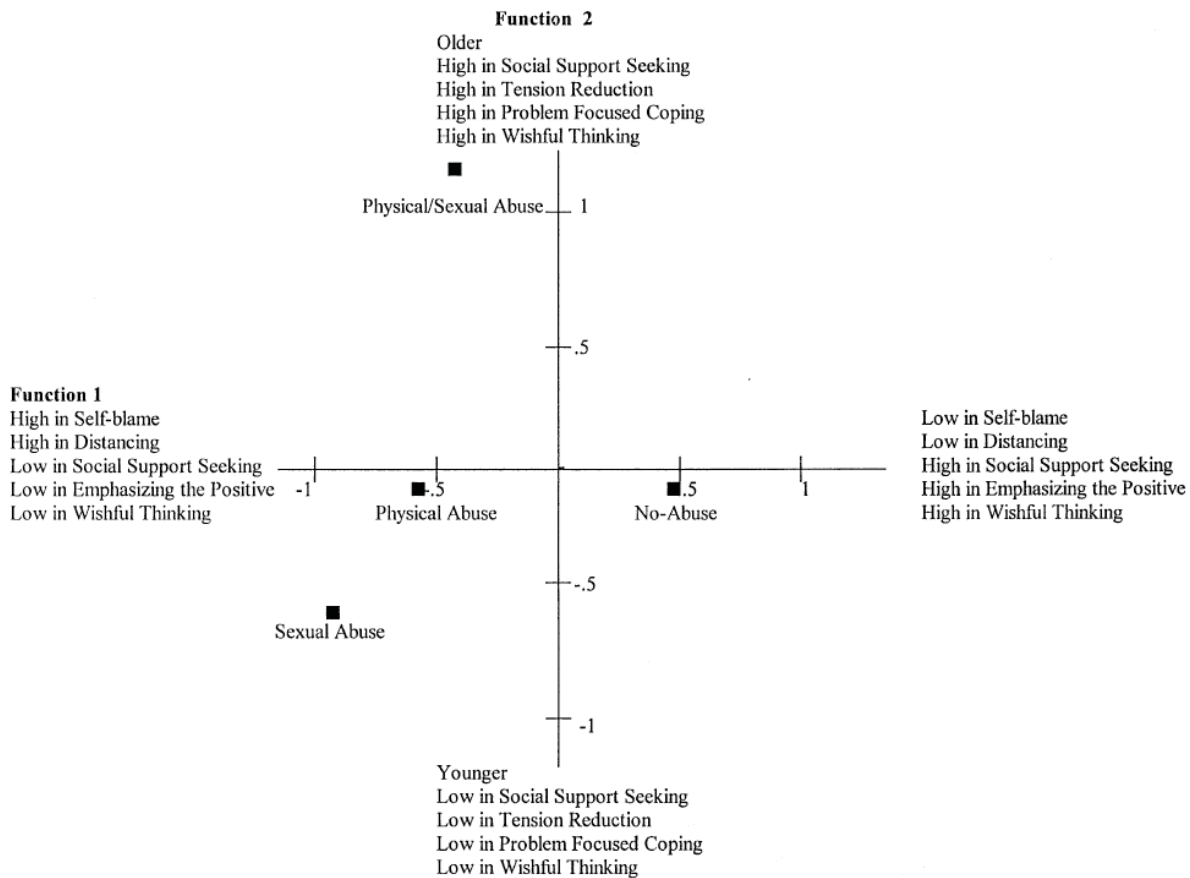 Function 2
Older
High in Social Support Seeking
High in Tension Reduction
High in Problem Focused Coping
High in Wishful Thinking
Physical/Sexual Abuse
1
.5
Function 1
High in Self-blame
High in Distancing
Low in Social Support Seeking
Low in Emphasizing the Positive
Low in Wishful Thinking
-1
-.5
.5
1
Physical Abuse
No-Abuse
Low in Self-blame
Low in Distancing
High in Social Support Seeking
High in Emphasizing the Positive
High in Wishful Thinking
-.5
Sexual Abuse
-1
Younger
Low in Social Support Seeking
Low in Tension Reduction
Low in Problem Focused Coping
Low in Wishful Thinking